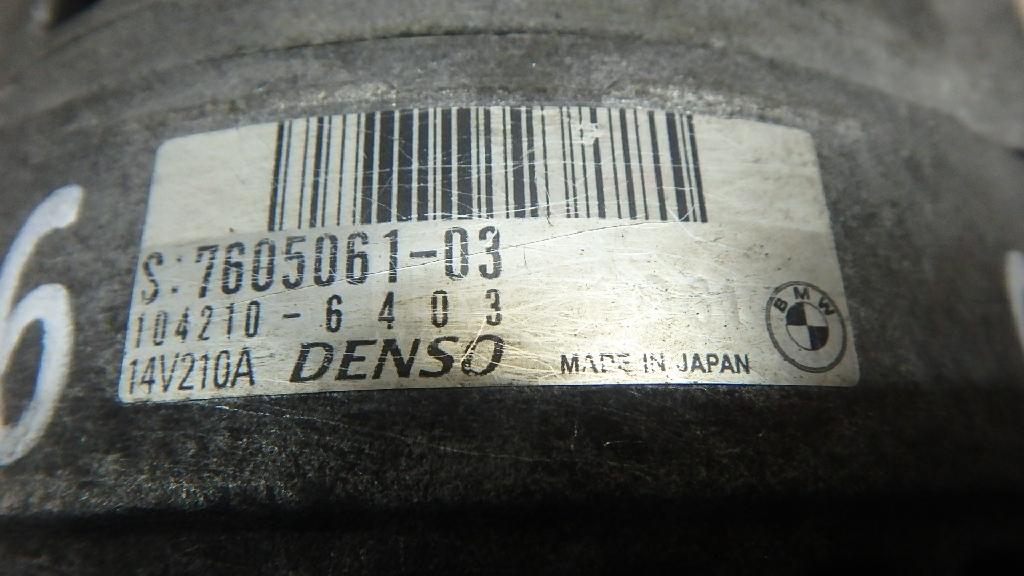 S:7605061-03
104210-6403
14V210A DENSO MADE IN JAPAN
BMW
6